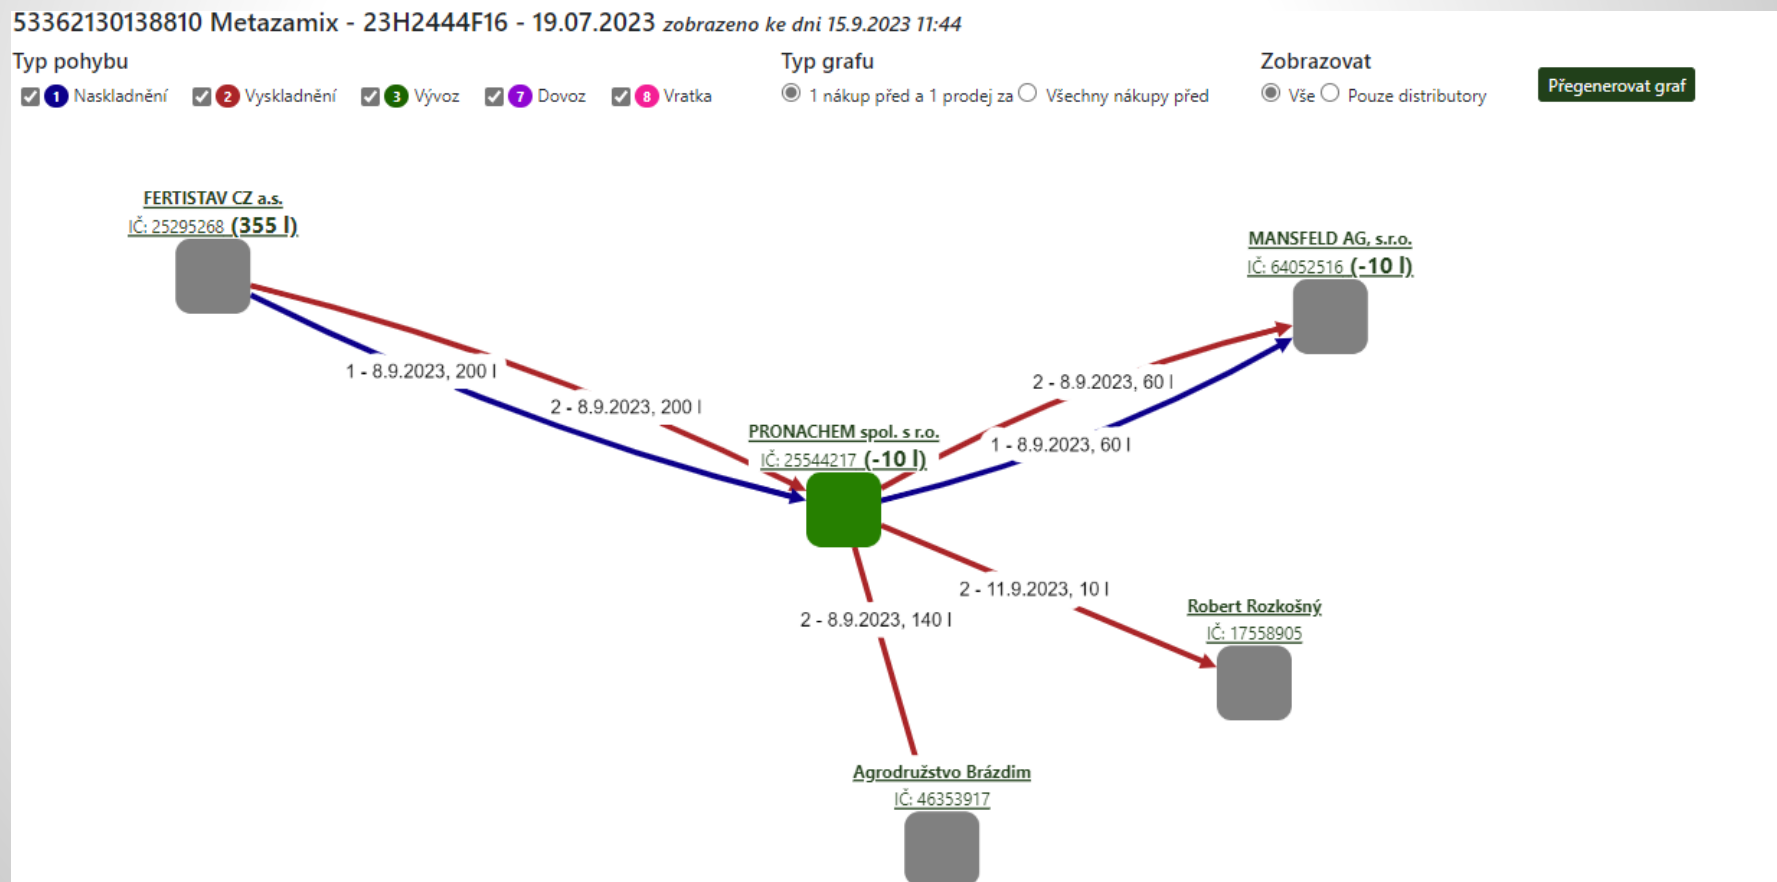 53362130138810 Metazamix - 23H2444F16 - 19.07.2023 zobrazeno ke dni 15.9.2023 11:44
Typ pohybu
1 Naskladnění 2 Vyskladnění 3 Vývoz 7 Dovoz 8 Vratka
Typ grafu
1 nákup před a 1 prodej za Všechny nákupy před
Zobrazovat
Vše Pouze distributory
Přegenerovat graf
FERTISTAV CZ a.s.
IČ: 25295268 (355 l)
MANSFELD AG, s.r.o.
IČ: 64052516 (-10 l)
1 - 8.9.2023, 200 l
2 - 8.9.2023, 200 l
2 - 8.9.2023, 60 l
1 - 8.9.2023, 60 l
PRONACHEM spol. s r.o.
IČ: 25544217 (-10 l)
2 - 11.9.2023, 10 l
2 - 8.9.2023, 140 l
Robert Rozkošný
IČ: 17558905
Agrodružstvo Brázdim
IČ: 46353917